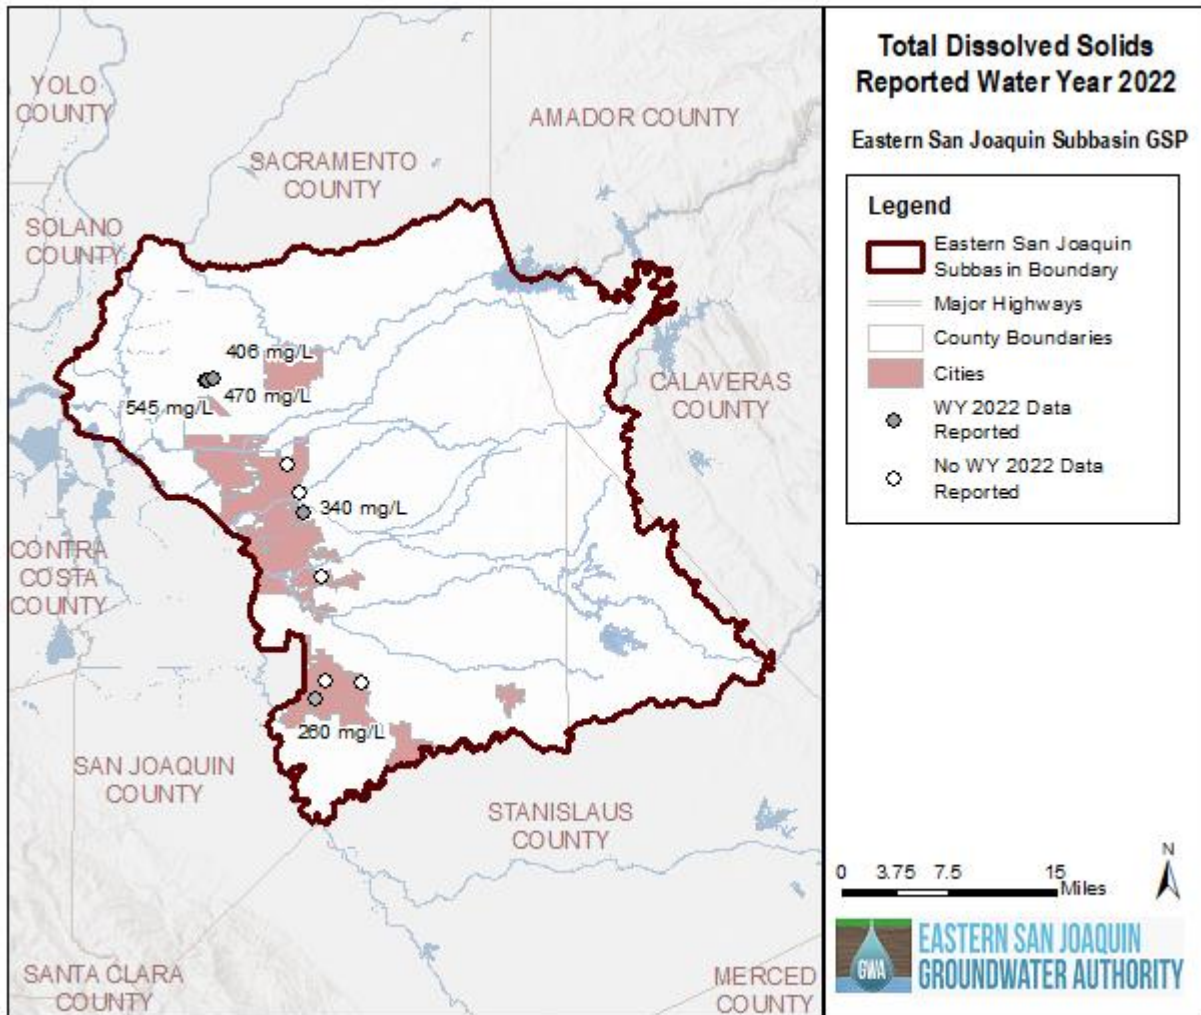 YOLO
COUNTY
AMADOR COUNTY
SACRAMENTO
COUNTY
SOLANO
COUNTY
406 mg/L
470 mg/L
545 mg/L
CALAVERAS
COUNTY
340 mg/L
CONTRA
COSTA
COUNTY
260 mg/L
SAN JOAQUIN
COUNTY
STANISLAUS
COUNTY
SANTA CLARA
COUNTY
MERCED
COUNTY
Total Dissolved Solids
Reported Water Year 2022
Eastern San Joaquin Subbasin GSP
Legend
Eastern San Joaquin
Subbasin Boundary
Major Highways
County Boundaries
Cities
WY 2022 Data
Reported
No WY 2022 Data
Reported
N
0 3.75 7.5 15
Miles
GWA
EASTERN SAN JOAQUIN
GROUNDWATER AUTHORITY